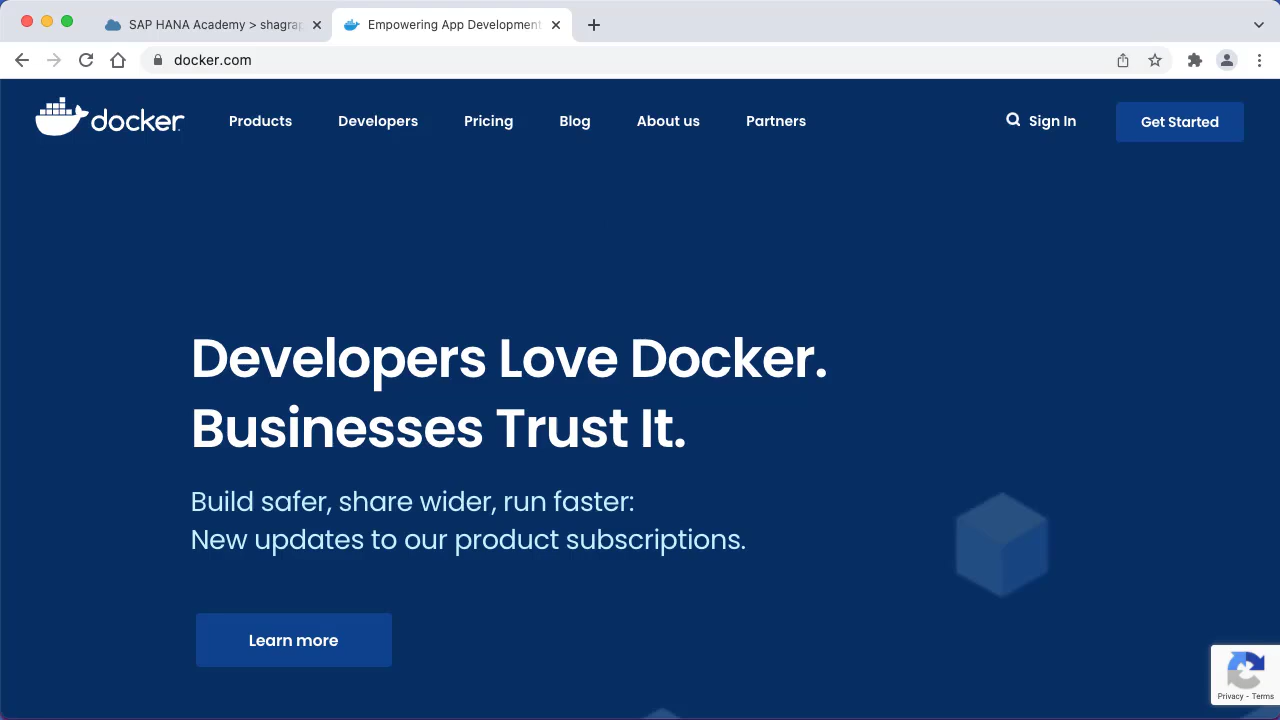 SAP HANA Academy > shagrap
Empowering App Development
docker.com
docker
Products
Developers
Pricing
Blog
About us
Partners
Sign In
Get Started
Developers Love Docker.
Businesses Trust It.
Build safer, share wider, run faster:
New updates to our product subscriptions.
Learn more
Privacy - Terms